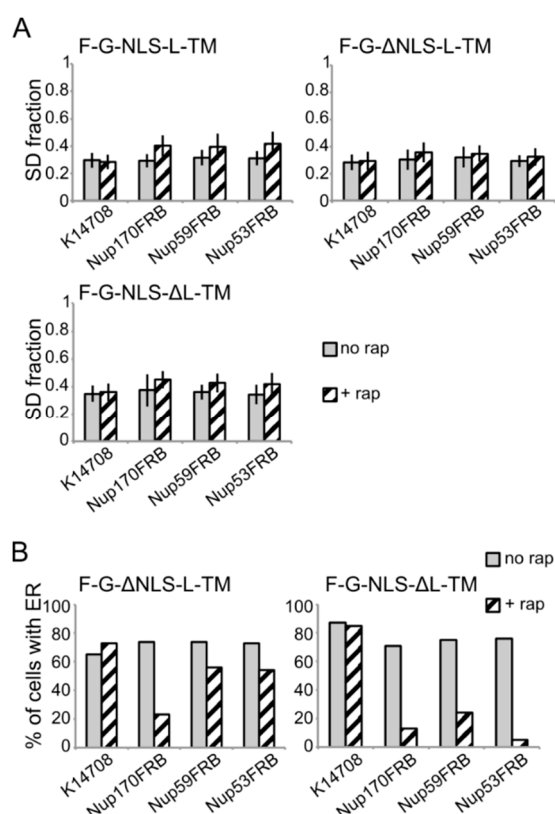 A
F-G-NLS-L-TM
F-G-ΔNLS-L-TM
SD fraction
1
0.8
0.6
0.4
0.2
0
K14708
Nup170FRB
Nup59FRB
Nup53FRB
1
0.8
0.6
0.4
0.2
0
K14708
Nup170FRB
Nup59FRB
Nup53FRB
F-G-NLS-ΔL-TM
SD fraction
1
0.8
0.6
0.4
0.2
0
K14708
Nup170FRB
Nup59FRB
Nup53FRB
no rap
+ rap
B
no rap
+ rap
F-G-ΔNLS-L-TM
F-G-NLS-ΔL-TM
% of cells with ER
100
80
60
40
20
0
K14708
Nup170FRB
Nup59FRB
Nup53FRB
100
80
60
40
20
0
K14708
Nup170FRB
Nup59FRB
Nup53FRB